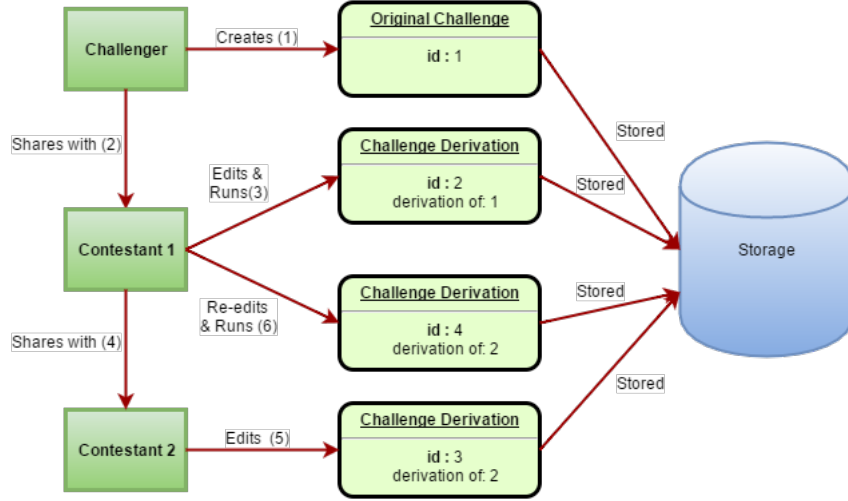 Original Challenge
Challenger
Creates (1)
id : 1
Stored
Shares with (2)
Challenge Derivation
Edits &
Runs(3)
id : 2
derivation of: 1
Stored
Contestant 1
Storage
Challenge Derivation
Re-edits
& Runs (6)
id : 4
derivation of: 2
Stored
Shares with (4)
Stored
Challenge Derivation
Contestant 2
Edits  (5)
id : 3
derivation of: 2